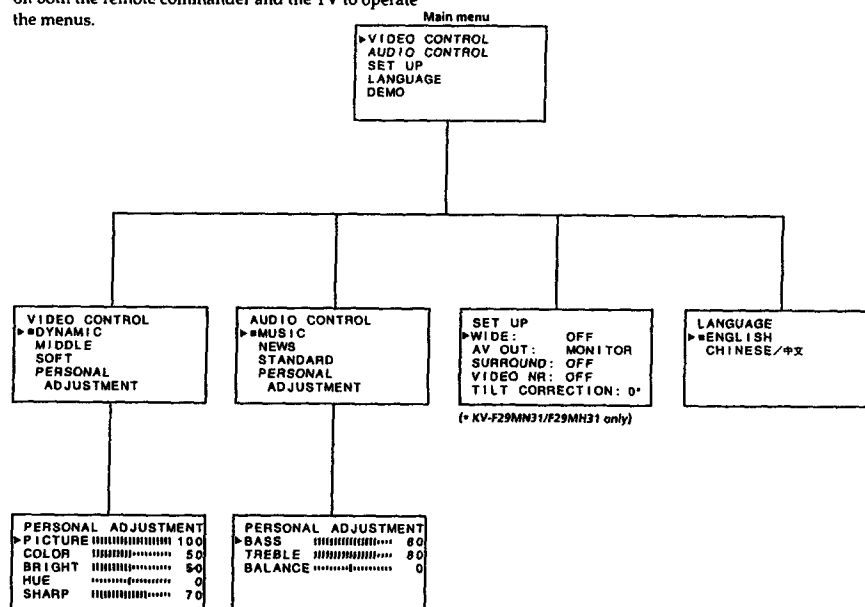 on both the remote commander and the TV to operate
the menus.
Main menu
▶VIDEO CONTROL
AUDIO CONTROL
SET UP
LANGUAGE
DEMO
VIDEO CONTROL
▶■DYNAMIC
MIDDLE
SOFT
PERSONAL
ADJUSTMENT
AUDIO CONTROL
▶■MUSIC
NEWS
STANDARD
PERSONAL
ADJUSTMENT
SET UP
▶WIDE: OFF
AV OUT: MONITOR
SURROUND: OFF
VIDEO NR: OFF
TILT CORRECTION: 0*
(* KV-F29MN31/F29MH31 only)
LANGUAGE
▶■ENGLISH
CHINESE/中文
PERSONAL ADJUSTMENT
▶PICTURE 100
COLOR 50
BRIGHT 50
HUE 0
SHARP 70
PERSONAL ADJUSTMENT
▶BASS 80
TREBLE 80
BALANCE 0